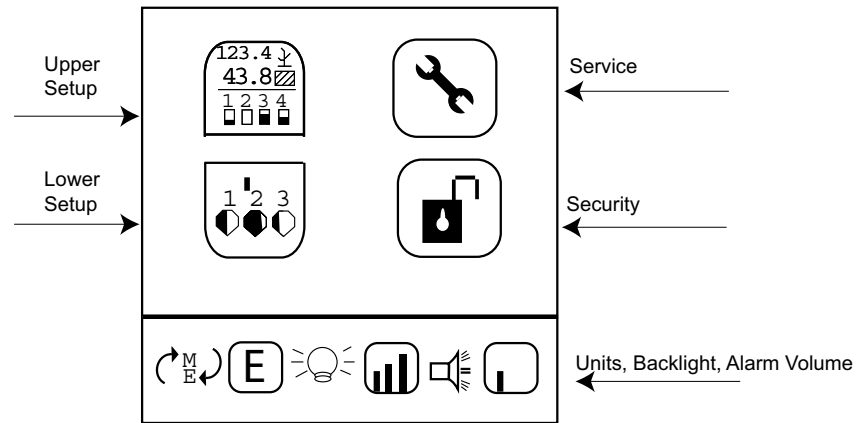 Upper
Setup
123.4
43.8
1 2 3 4
Service
Lower
Setup
1 2 3
Security
M
E
E
Units, Backlight, Alarm Volume